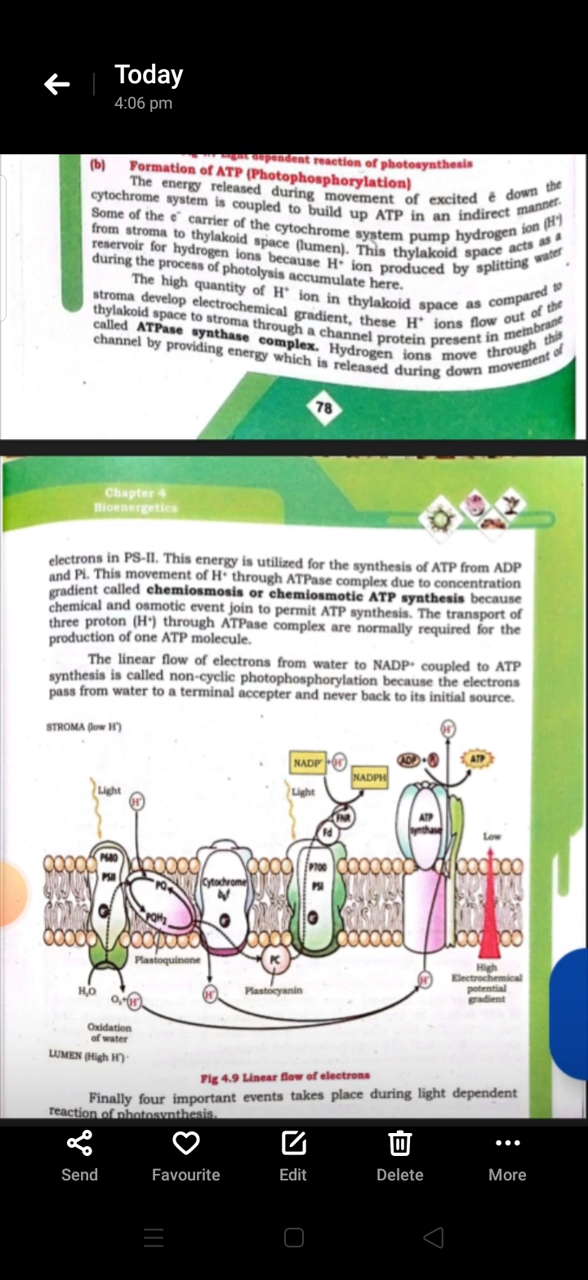 Today
4:06 pm
light dependent reaction of photosynthesis
(b) Formation of ATP (Photophosphorylation)
The energy released during movement of excited ē down the
cytochrome system is coupled to build up ATP in an indirect manner.
Some of the e⁻ carrier of the cytochrome system pump hydrogen ion (H⁺)
from stroma to thylakoid space (lumen). This thylakoid space acts as a
reservoir for hydrogen ions because H⁺ ion produced by splitting water
during the process of photolysis accumulate here.
The high quantity of H⁺ ion in thylakoid space as compared to
stroma develop electrochemical gradient, these H⁺ ions flow out of the
thylakoid space to stroma through a channel protein present in membrane
called ATPase synthase complex. Hydrogen ions move through this
channel by providing energy which is released during down movement of
78
Chapter 4
Bioenergetics
electrons in PS-II. This energy is utilized for the synthesis of ATP from ADP
and Pi. This movement of H⁺ through ATPase complex due to concentration
gradient called chemiosmosis or chemiosmotic ATP synthesis because
chemical and osmotic event join to permit ATP synthesis. The transport of
three proton (H⁺) through ATPase complex are normally required for the
production of one ATP molecule.
The linear flow of electrons from water to NADP⁺ coupled to ATP
synthesis is called non-cyclic photophosphorylation because the electrons
pass from water to a terminal accepter and never back to its initial source.
STROMA (low H⁺)
H⁺
NADP⁺ + H⁺
ADP + Pi
ATP
NADPH
Light
H⁺
Light
FNR
Fd
ATP
synthase
Low
P680
PSII
PQ
PQH₂
Cytochrome
b₆f
P700
PSI
Plastoquinone
PC
Plastocyanin
H₂O
O₂+H⁺
H⁺
H⁺
High
Electrochemical
potential
gradient
Oxidation
of water
LUMEN (High H⁺)
Fig 4.9 Linear flow of electrons
Finally four important events takes place during light dependent
reaction of photosynthesis.
Send
Favourite
Edit
Delete
More